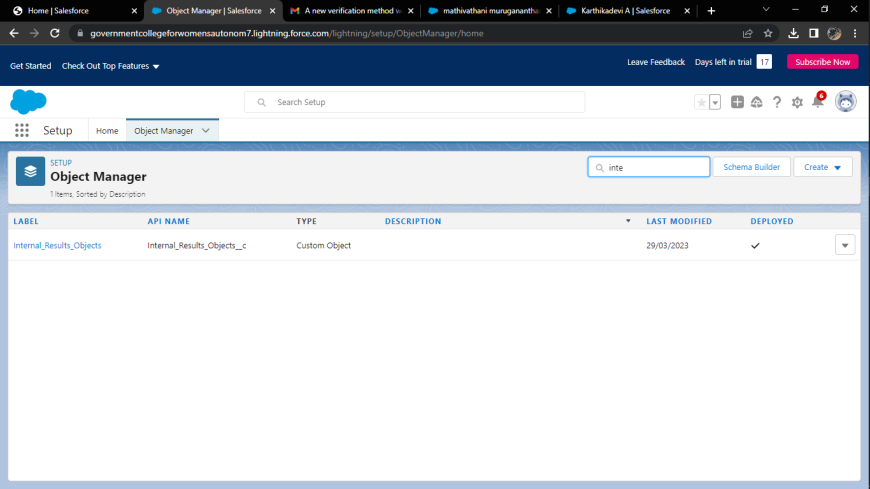 Home | Salesforce
Object Manager | Salesforce
A new verification method w
mathivathani muruganantha
Karthikadevi A | Salesforce
governmentcollegeforwomensautonom7.lightning.force.com/lightning/setup/ObjectManager/home
Get Started
Check Out Top Features
Leave Feedback
Days left in trial
17
Subscribe Now
Search Setup
6
Setup
Home
Object Manager
SETUP
Object Manager
1 Items, Sorted by Description
inte
Schema Builder
Create
LABEL
API NAME
TYPE
DESCRIPTION
LAST MODIFIED
DEPLOYED
Internal_Results_Objects
Internal_Results_Objects__c
Custom Object
29/03/2023